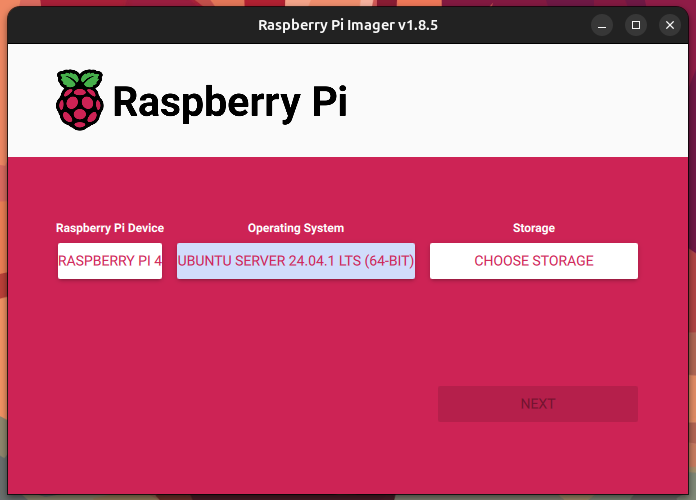 Raspberry Pi Imager v1.8.5
Raspberry Pi
Raspberry Pi Device
Operating System
Storage
RASPBERRY PI 4
UBUNTU SERVER 24.04.1 LTS (64-BIT)
CHOOSE STORAGE
NEXT